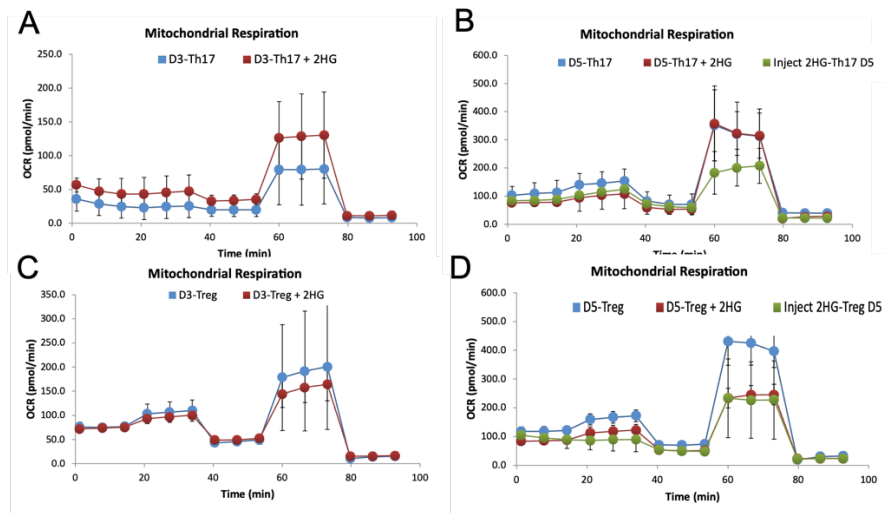 A
Mitochondrial Respiration
D3-Th17 D3-Th17 + 2HG
250.0
200.0
150.0
100.0
50.0
0.0
OCR (pmol/min)
0 20 40 60 80 100
Time (min)
B
Mitochondrial Respiration
D5-Th17 D5-Th17 + 2HG Inject 2HG-Th17 D5
600.0
500.0
400.0
300.0
200.0
100.0
0.0
OCR (pmol/min)
0 20 40 60 80 100
Time (min)
C
Mitochondrial Respiration
D3-Treg D3-Treg + 2HG
350.0
300.0
250.0
200.0
150.0
100.0
50.0
0.0
OCR (pmol/min)
0 20 40 60 80 100
Time (min)
D
Mitochondrial Respiration
D5-Treg D5-Treg + 2HG Inject 2HG-Treg D5
600.0
500.0
400.0
300.0
200.0
100.0
0.0
OCR (pmol/min)
0 20 40 60 80 100
Time (min)